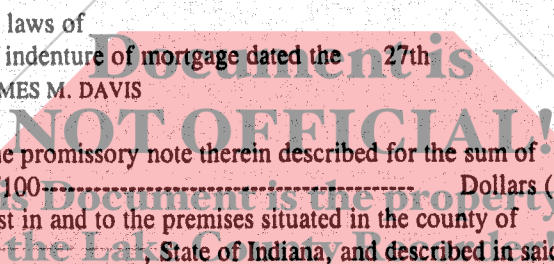 laws of
indenture of mortgage dated the 27th
MES M. DAVIS
Document is
NOT OFFICIAL!
e promissory note therein described for the sum of
100---------------------------------------- Dollars (
s Document is the property
st in and to the premises situated in the county of
the Lake County Recorder!
, State of Indiana, and described in said